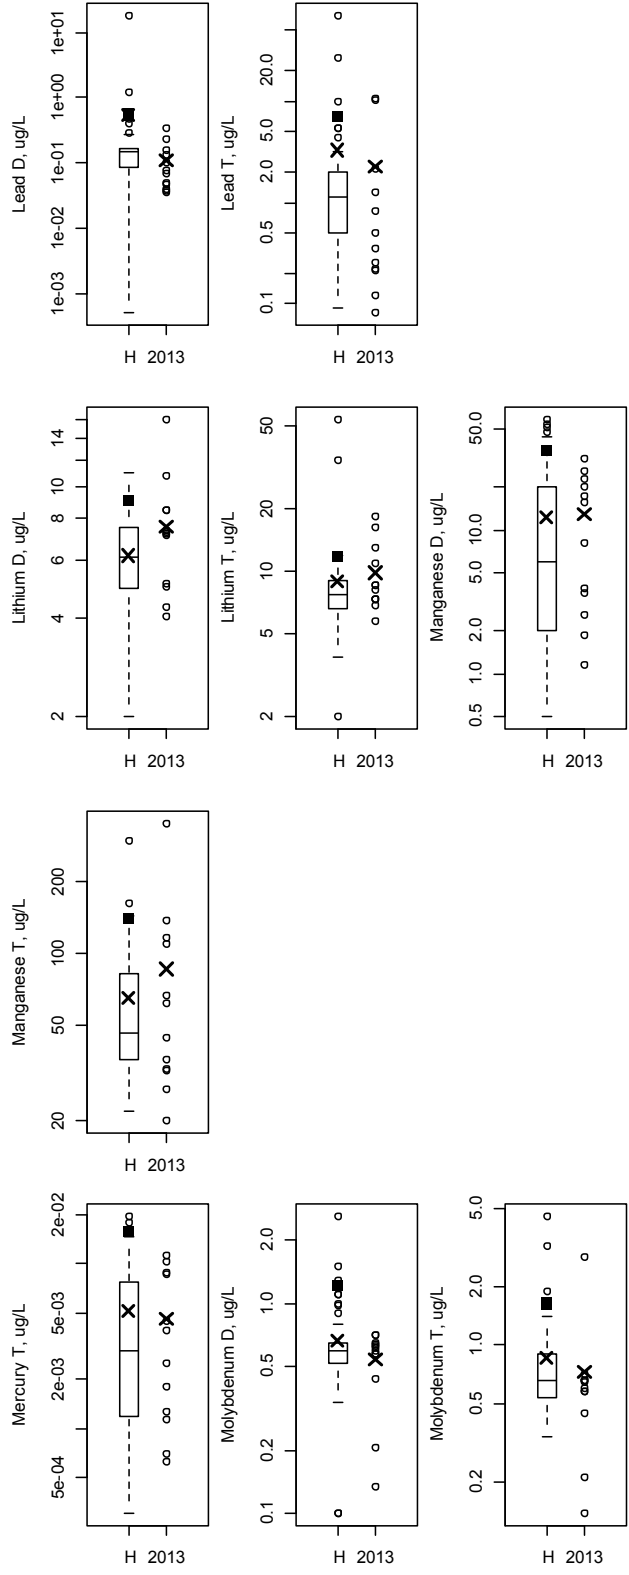 Lead D, ug/L
1e+01
1e+00
1e-01
1e-02
1e-03
H 2013
Lead T, ug/L
20.0
5.0
2.0
0.5
0.1
H 2013
Lithium D, ug/L
14
10
8
6
4
2
H 2013
Lithium T, ug/L
50
20
10
5
2
H 2013
Manganese D, ug/L
50.0
10.0
5.0
2.0
1.0
0.5
H 2013
Manganese T, ug/L
200
100
50
20
H 2013
Mercury T, ug/L
2e-02
5e-03
2e-03
5e-04
H 2013
Molybdenum D, ug/L
2.0
1.0
0.5
0.2
0.1
H 2013
Molybdenum T, ug/L
5.0
2.0
1.0
0.5
0.2
H 2013